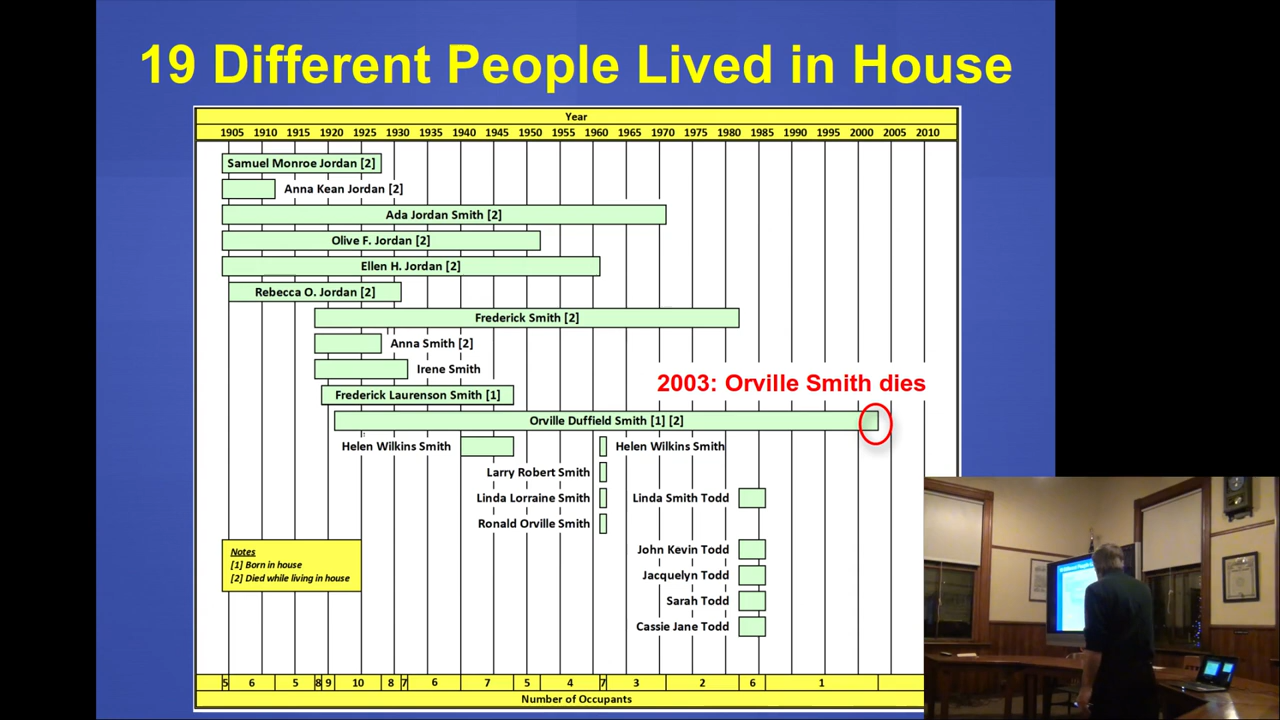 19 Different People Lived in House
Year
1905 1910 1915 1920 1925 1930 1935 1940 1945 1950 1955 1960 1965 1970 1975 1980 1985 1990 1995 2000 2005 2010
Samuel Monroe Jordan [2]
Anna Kean Jordan [2]
Ada Jordan Smith [2]
Olive F. Jordan [2]
Ellen H. Jordan [2]
Rebecca O. Jordan [2]
Frederick Smith [2]
Anna Smith [2]
Irene Smith
2003: Orville Smith dies
Frederick Laurenson Smith [1]
Orville Duffield Smith [1] [2]
Helen Wilkins Smith Helen Wilkins Smith
Larry Robert Smith
Linda Lorraine Smith Linda Smith Todd
Ronald Orville Smith
John Kevin Todd
Jacquelyn Todd
Sarah Todd
Cassie Jane Todd
Notes
[1] Born in house
[2] Died while living in house
5 6 5 8 9 10 8 7 6 7 5 4 7 3 2 6 1
Number of Occupants